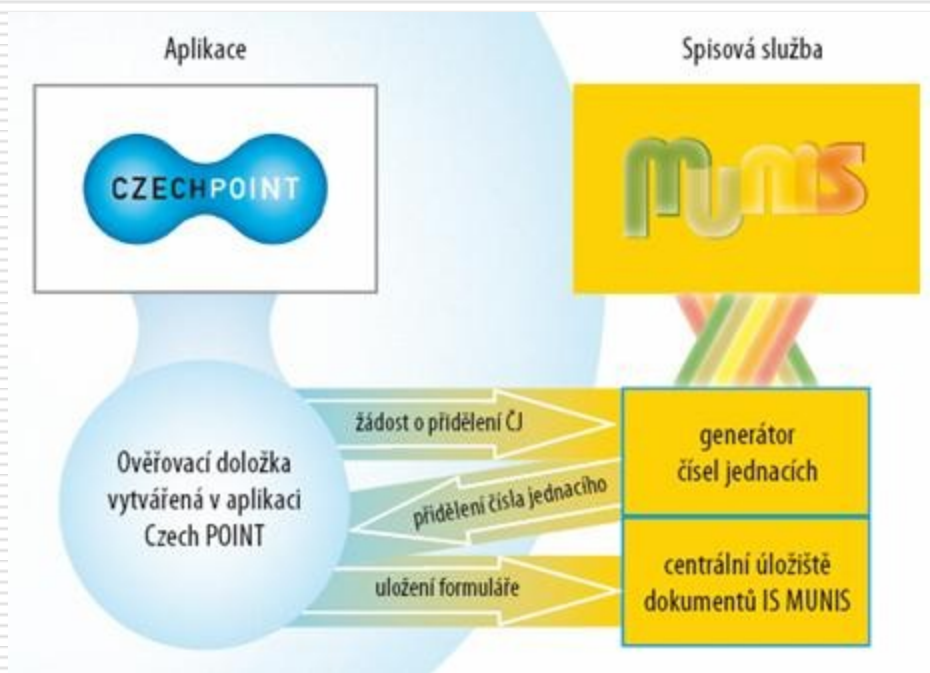 Aplikace
Spisová služba
CZECHPOINT
MUNIS
žádost o přidělení ČJ
generátor
čísel jednacích
Ověřovací doložka
vytvářená v aplikaci
Czech POINT
přidělení čísla jednacího
uložení formuláře
centrální úložiště
dokumentů IS MUNIS